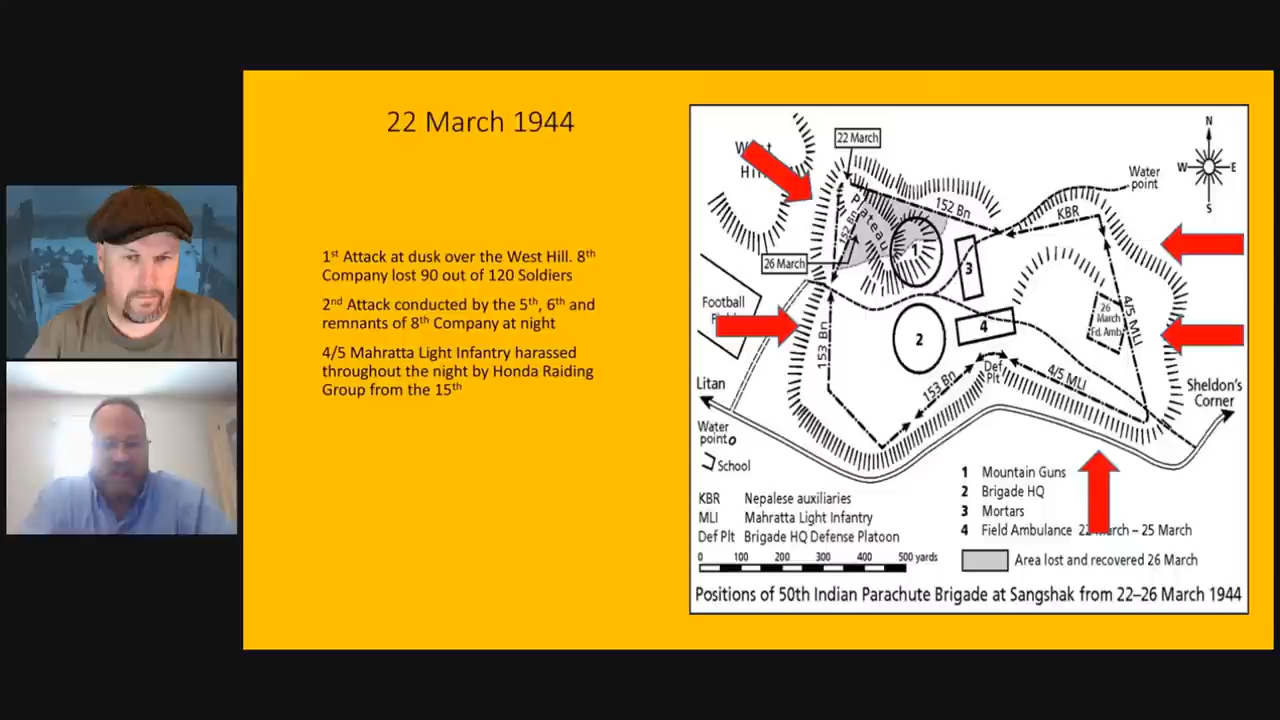 22 March 1944
1st Attack at dusk over the West Hill. 8th
Company lost 90 out of 120 Soldiers
2nd Attack conducted by the 5th, 6th and
remnants of 8th Company at night
4/5 Mahratta Light Infantry harassed
throughout the night by Honda Raiding
Group from the 15th
22 March
N
W
E
S
Water
point
152 Bn
KBR
152 Bn
Plateau
1
26 March
3
Football
26
March
Fd. Amb
4/5 MLI
153 Bn
2
4
Def
Plt
4/5 MLI
153 Bn
Litan
Sheldon's
Corner
Water
point
School
KBR Nepalese auxiliaries
MLI Mahratta Light Infantry
Def Plt Brigade HQ Defense Platoon
0 100 200 300 400 500 yards
1 Mountain Guns
2 Brigade HQ
3 Mortars
4 Field Ambulance 22 March – 25 March
Area lost and recovered 26 March
Positions of 50th Indian Parachute Brigade at Sangshak from 22–26 March 1944